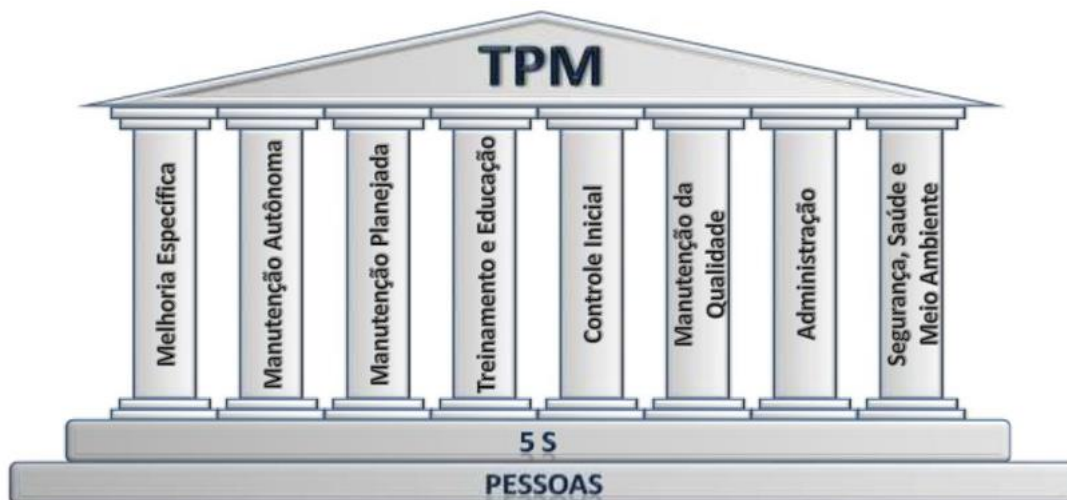 TPM
Melhoria Específica
Manutenção Autônoma
Manutenção Planejada
Treinamento e Educação
Controle Inicial
Manutenção da
Qualidade
Administração
Segurança, Saúde e
Meio Ambiente
5 S
PESSOAS